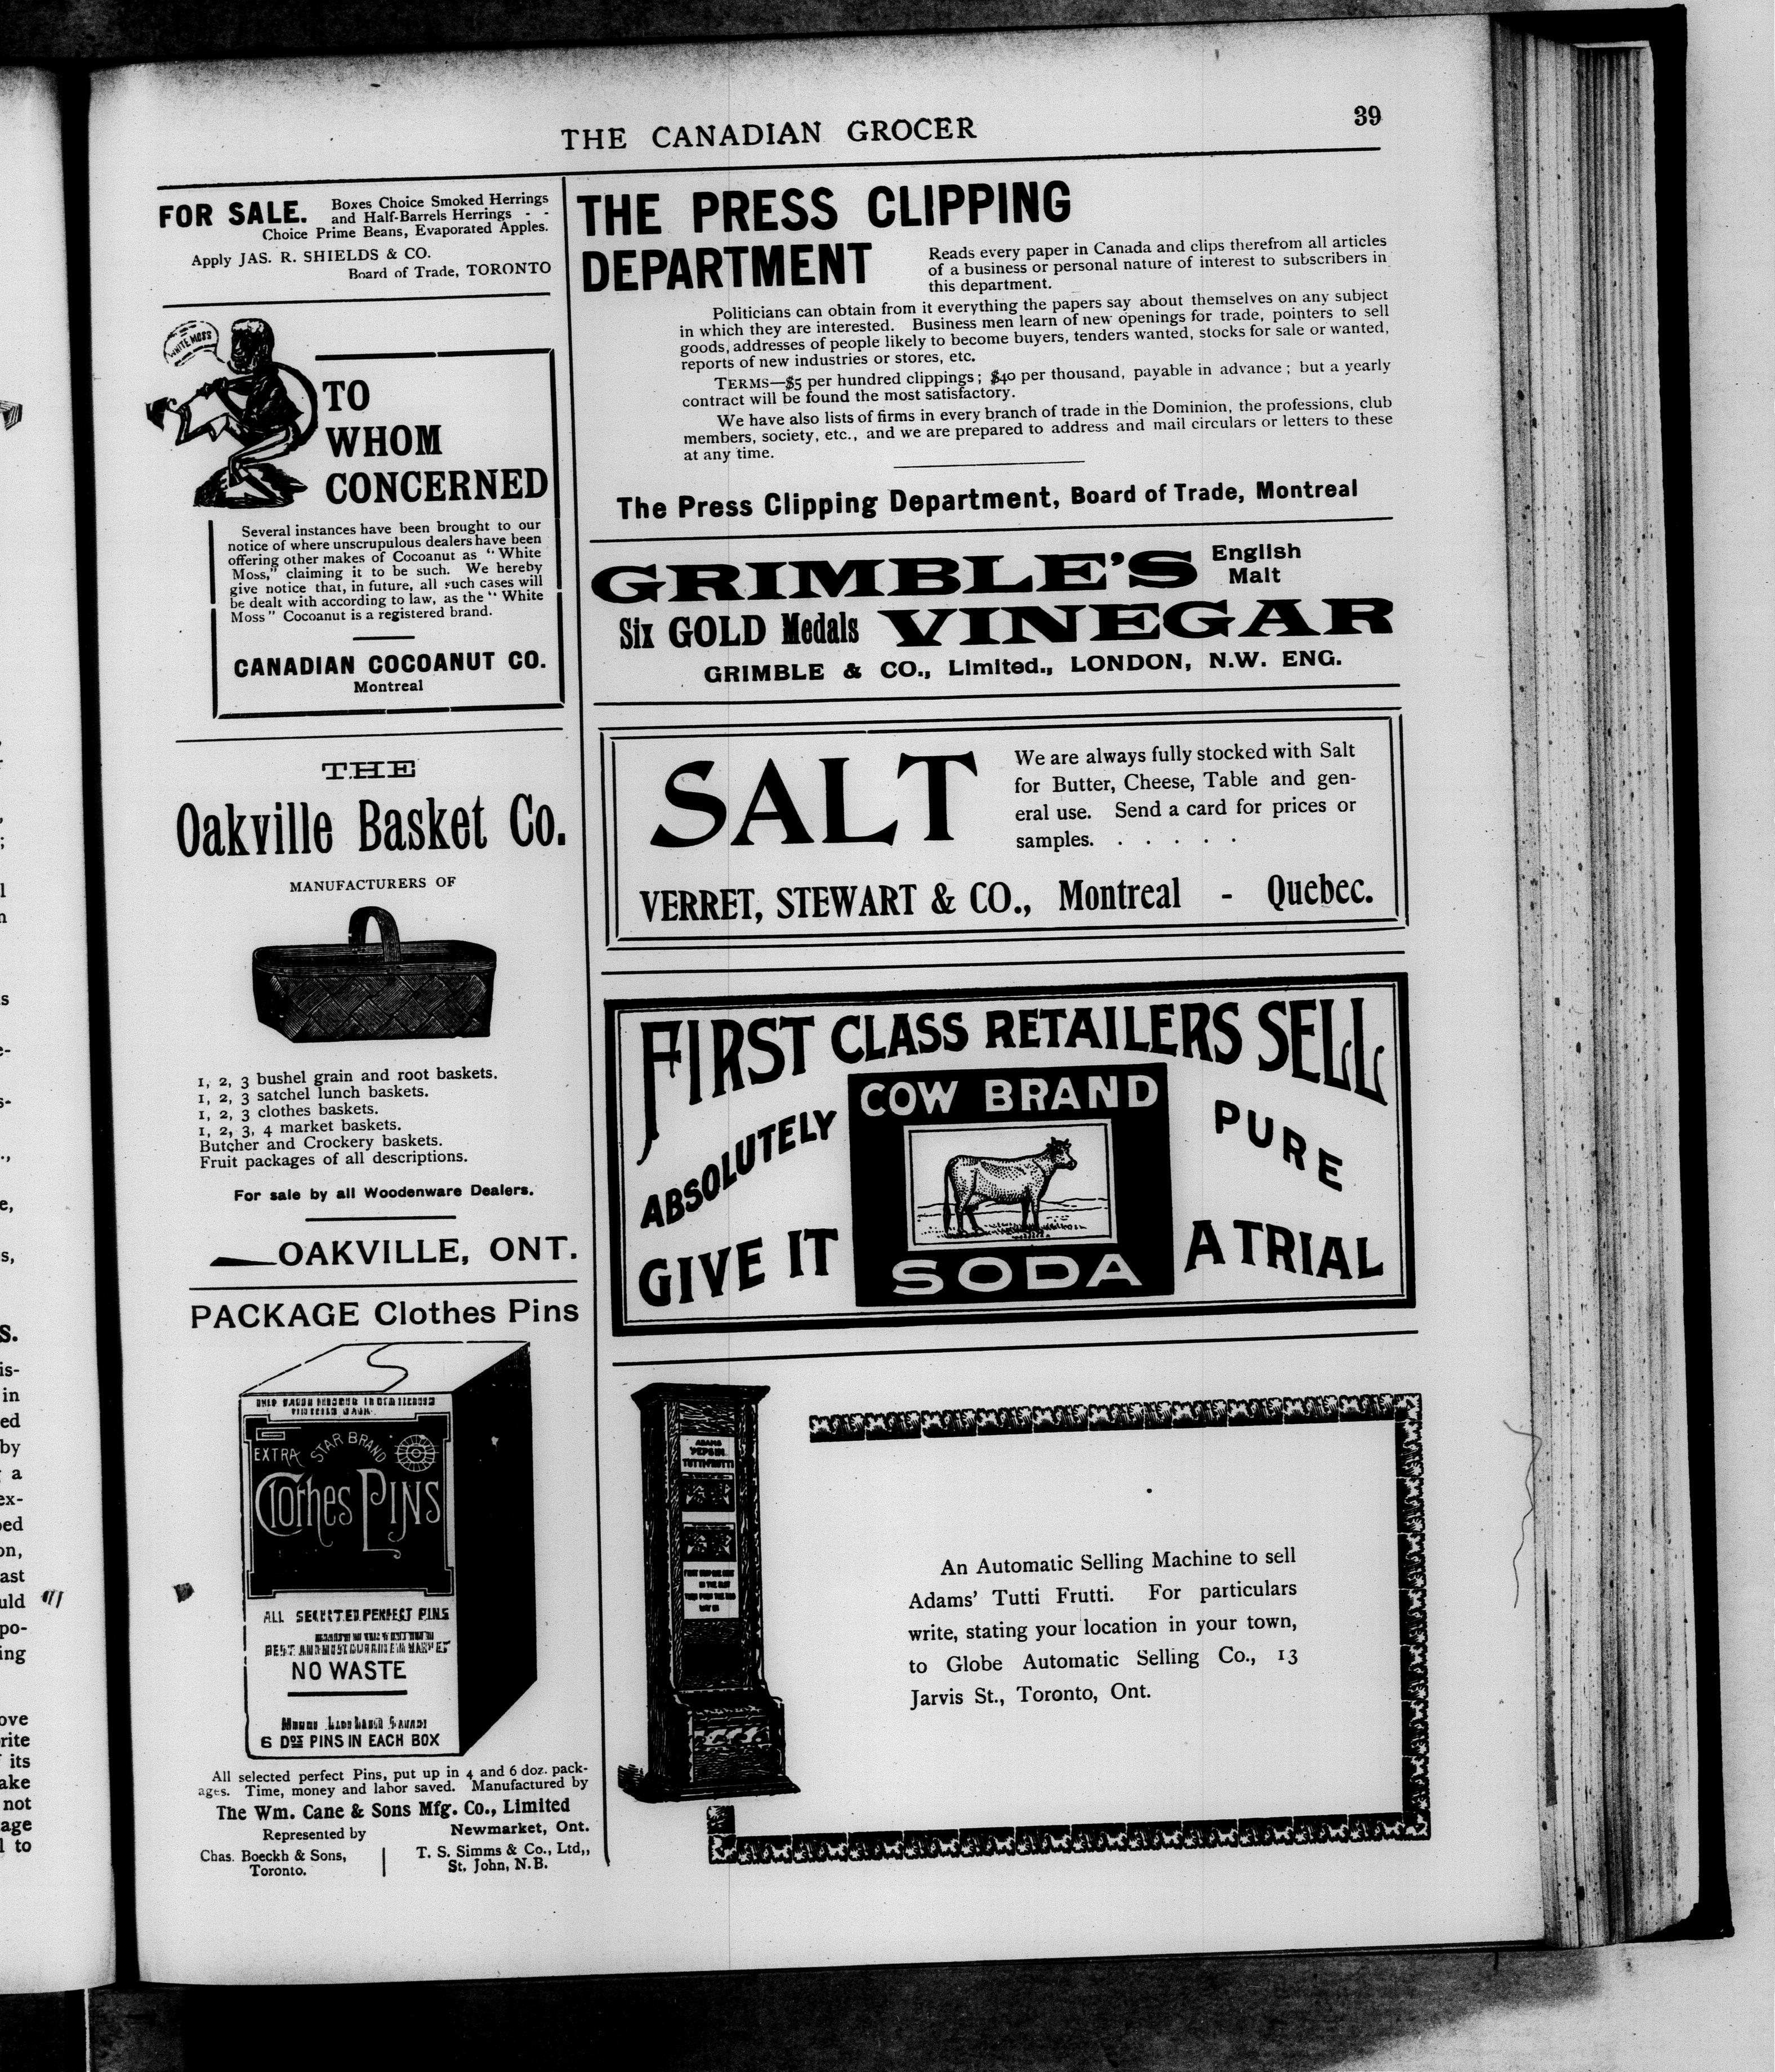 THE CANADIAN GROCER
39
FOR SALE. Boxes Choice Smoked Herrings
and Half-Barrels Herrings - -
Choice Prime Beans, Evaporated Apples.
Apply JAS. R. SHIELDS & CO.
Board of Trade, TORONTO
WHITE MOSS
TO
WHOM
CONCERNED
Several instances have been brought to our
notice of where unscrupulous dealers have been
offering other makes of Cocoanut as "White
Moss," claiming it to be such. We hereby
give notice that, in future, all such cases will
be dealt with according to law, as the "White
Moss" Cocoanut is a registered brand.
CANADIAN COCOANUT CO.
Montreal
THE
Oakville Basket Co.
MANUFACTURERS OF
1, 2, 3 bushel grain and root baskets.
1, 2, 3 satchel lunch baskets.
1, 2, 3 clothes baskets.
1, 2, 3, 4 market baskets.
Butcher and Crockery baskets.
Fruit packages of all descriptions.
For sale by all Woodenware Dealers.
OAKVILLE, ONT.
PACKAGE Clothes Pins
EXTRA STAR BRAND
Clothes PINS
ALL SELECTED PERFECT PINS
NO WASTE
6 DOZ PINS IN EACH BOX
All selected perfect Pins, put up in 4 and 6 doz. pack-
ages. Time, money and labor saved. Manufactured by
The Wm. Cane & Sons Mfg. Co., Limited
Newmarket, Ont.
Represented by
Chas. Boeckh & Sons,
Toronto.
T. S. Simms & Co., Ltd,,
St. John, N.B.
THE PRESS CLIPPING
DEPARTMENT
Reads every paper in Canada and clips therefrom all articles
of a business or personal nature of interest to subscribers in
this department.
Politicians can obtain from it everything the papers say about themselves on any subject
in which they are interested. Business men learn of new openings for trade, pointers to sell
goods, addresses of people likely to become buyers, tenders wanted, stocks for sale or wanted,
reports of new industries or stores, etc.
TERMS—$5 per hundred clippings; $40 per thousand, payable in advance; but a yearly
contract will be found the most satisfactory.
We have also lists of firms in every branch of trade in the Dominion, the professions, club
members, society, etc., and we are prepared to address and mail circulars or letters to these
at any time.
The Press Clipping Department, Board of Trade, Montreal
GRIMBLE'S English
Malt
Six GOLD Medals VINEGAR
GRIMBLE & CO., Limited., LONDON, N.W. ENG.
SALT
We are always fully stocked with Salt
for Butter, Cheese, Table and gen-
eral use. Send a card for prices or
samples. . . . . .
VERRET, STEWART & CO., Montreal - Quebec.
FIRST CLASS RETAILERS SELL
COW BRAND
ABSOLUTELY PURE
SODA
GIVE IT A TRIAL
ADAMS
PEPSIN
TUTTI-FRUTTI
An Automatic Selling Machine to sell
Adams' Tutti Frutti. For particulars
write, stating your location in your town,
to Globe Automatic Selling Co., 13
Jarvis St., Toronto, Ont.